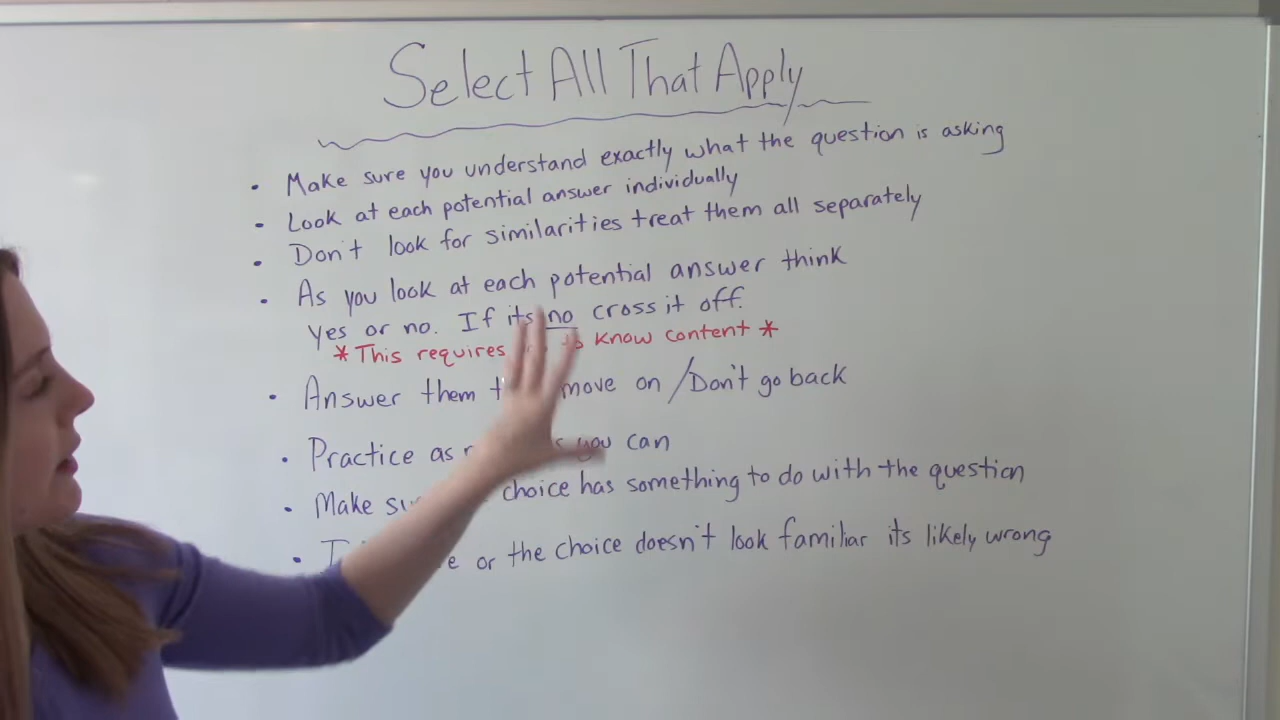 Select All That Apply
• Make sure you understand exactly what the question is asking
• Look at each potential answer individually
• Don't look for similarities treat them all separately
• As you look at each potential answer think
yes or no. If its no cross it off.
*This requires to know content *
• Answer them move on /Don't go back
• Practice as you can
• Make choice has something to do with the question
• or the choice doesn't look familiar its likely wrong